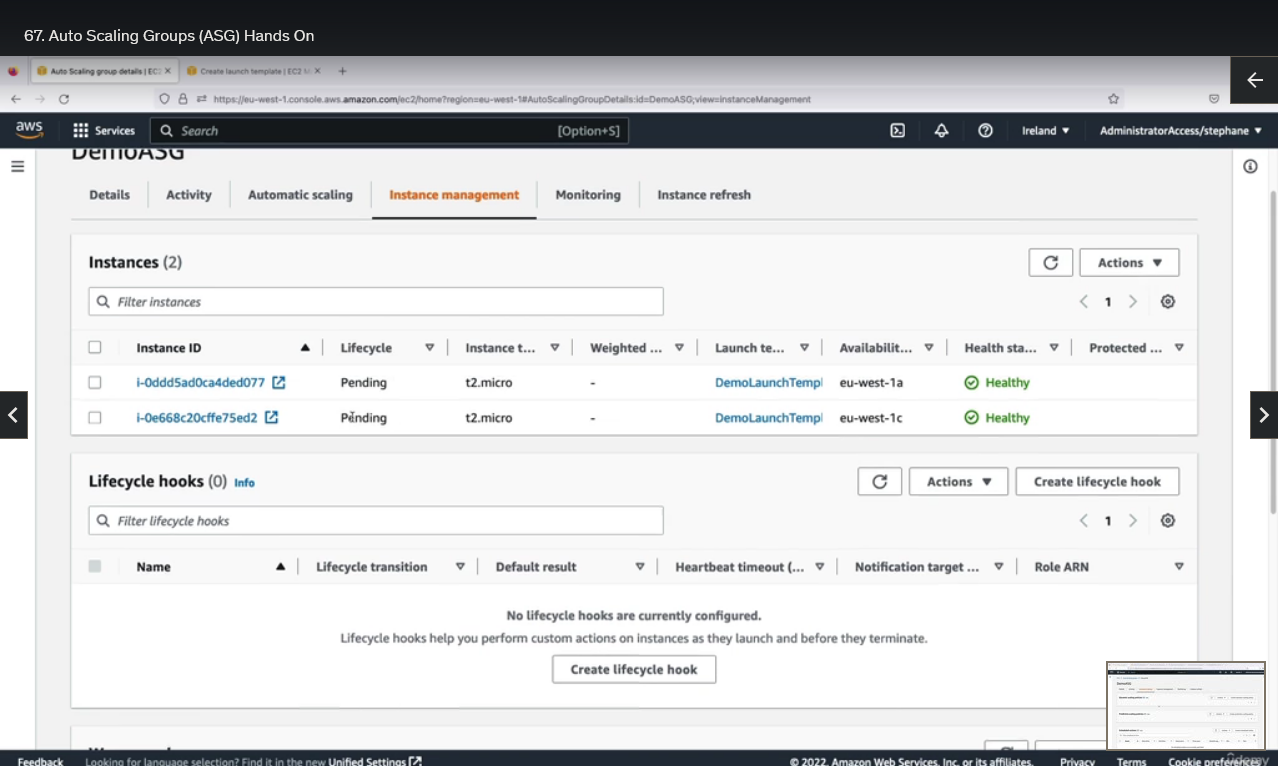 67. Auto Scaling Groups (ASG) Hands On
Auto Scaling group details | EC2
Create launch template | EC2 M
https://eu-west-1.console.aws.amazon.com/ec2/home?region=eu-west-1#AutoScalingGroupDetails:id=DemoASG;view=instanceManagement
aws Services Search [Option+S] Ireland AdministratorAccess/stephane
DemoASG
Details Activity Automatic scaling Instance management Monitoring Instance refresh
Instances (2) Actions
Filter instances 1
Instance ID Lifecycle Instance t... Weighted ... Launch te... Availabilit... Health sta... Protected ...
i-0ddd5ad0ca4ded077 Pending t2.micro - DemoLaunchTempl eu-west-1a Healthy
i-0e668c20cffe75ed2 Pending t2.micro - DemoLaunchTempl eu-west-1c Healthy
Lifecycle hooks (0) Info Actions Create lifecycle hook
Filter lifecycle hooks 1
Name Lifecycle transition Default result Heartbeat timeout (... Notification target ... Role ARN
No lifecycle hooks are currently configured.
Lifecycle hooks help you perform custom actions on instances as they launch and before they terminate.
Create lifecycle hook
Feedback Looking for language selection? Find it in the new Unified Settings © 2022, Amazon Web Services, Inc. or its affiliates. Privacy Terms Cookie preferences
udemy